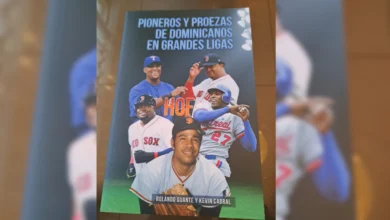 PIONEROS Y PROEZAS
DE DOMINICANOS
EN GRANDES LIGAS
HOF
SOX
27
ROLANDO GUANTE Y KEVIN CABRAL